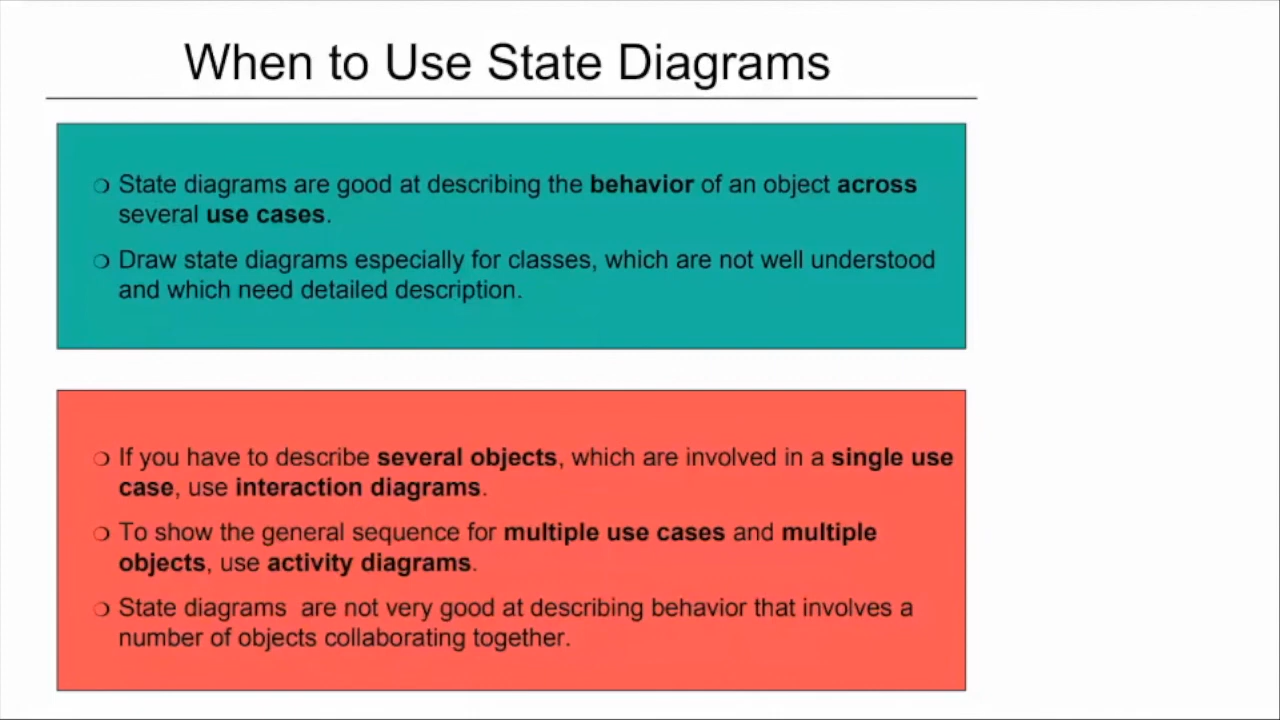 When to Use State Diagrams
❍ State diagrams are good at describing the behavior of an object across
several use cases.
❍ Draw state diagrams especially for classes, which are not well understood
and which need detailed description.
❍ If you have to describe several objects, which are involved in a single use
case, use interaction diagrams.
❍ To show the general sequence for multiple use cases and multiple
objects, use activity diagrams.
❍ State diagrams  are not very good at describing behavior that involves a
number of objects collaborating together.